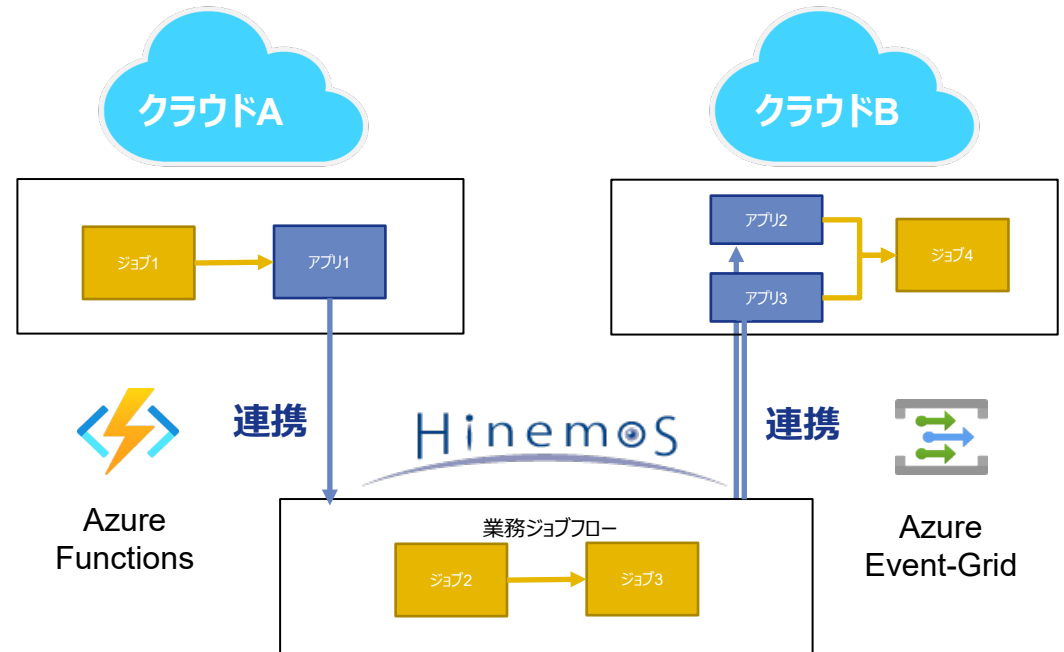 クラウドA
クラウドB
ジョブ1
アプリ1
アプリ2
アプリ3
ジョブ4
連携
Hinemos
連携
Azure
Functions
Azure
Event-Grid
業務ジョブフロー
ジョブ2
ジョブ3